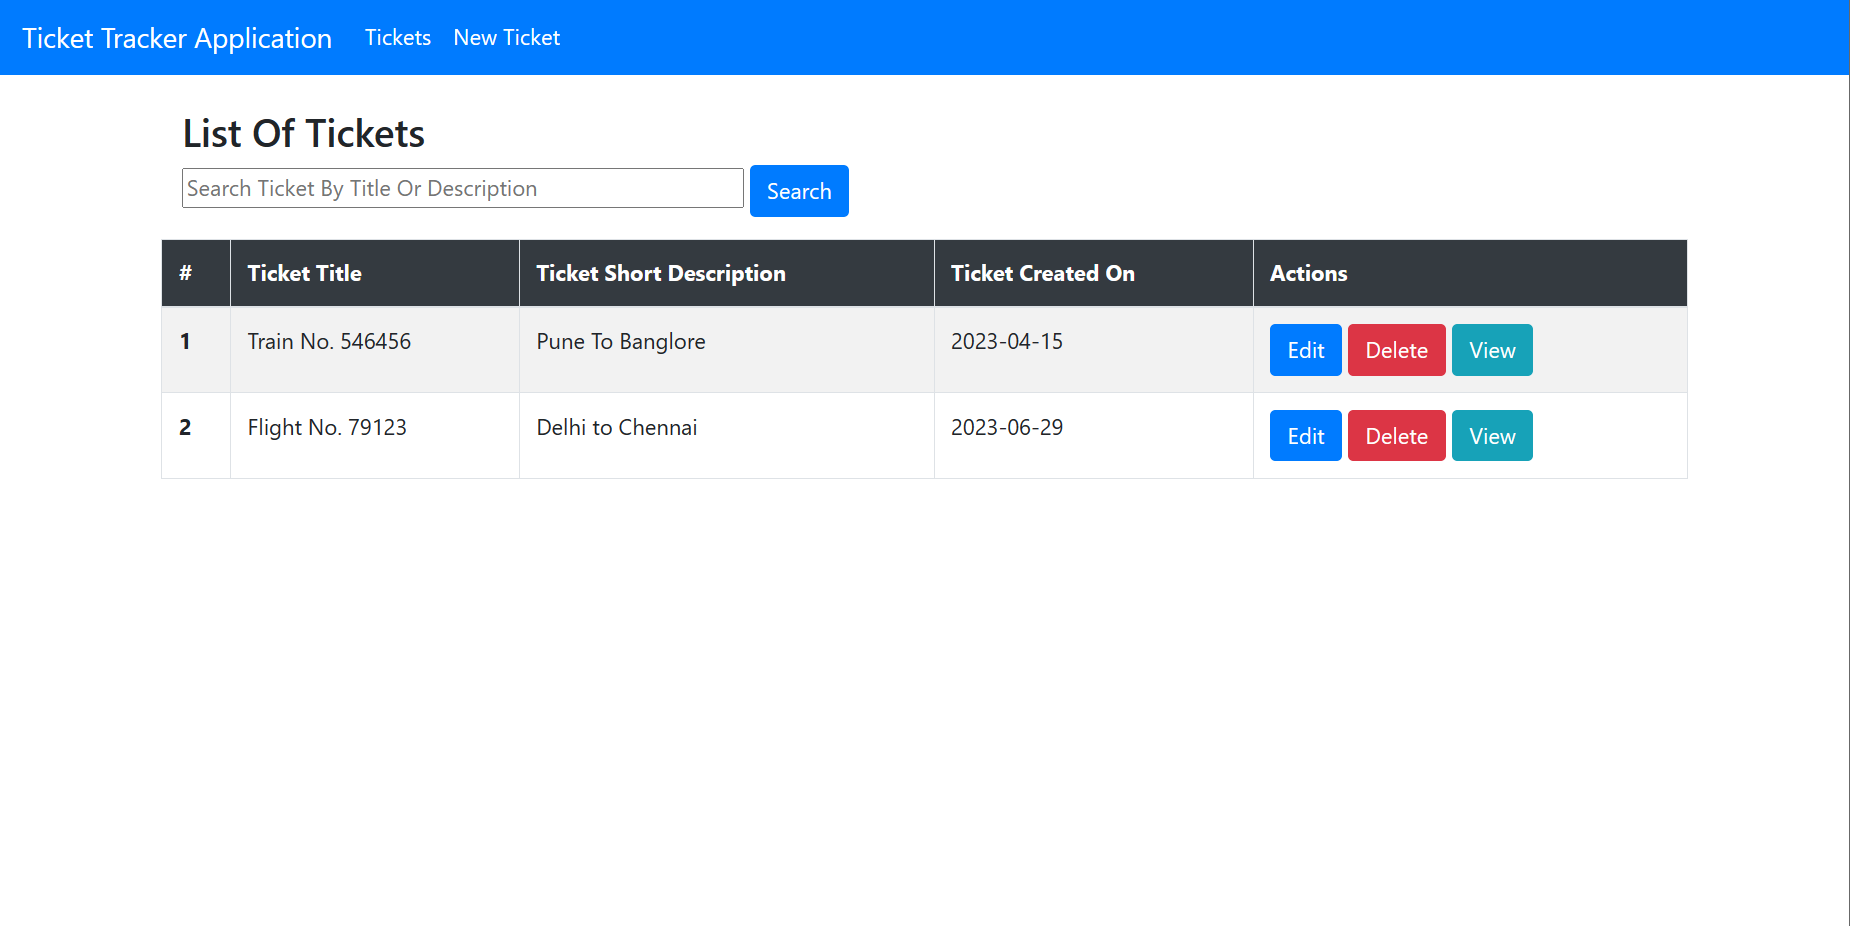 Ticket Tracker Application Tickets New Ticket
List Of Tickets
Search Ticket By Title Or Description Search
# Ticket Title Ticket Short Description Ticket Created On Actions
1 Train No. 546456 Pune To Banglore 2023-04-15 Edit Delete View
2 Flight No. 79123 Delhi to Chennai 2023-06-29 Edit Delete View